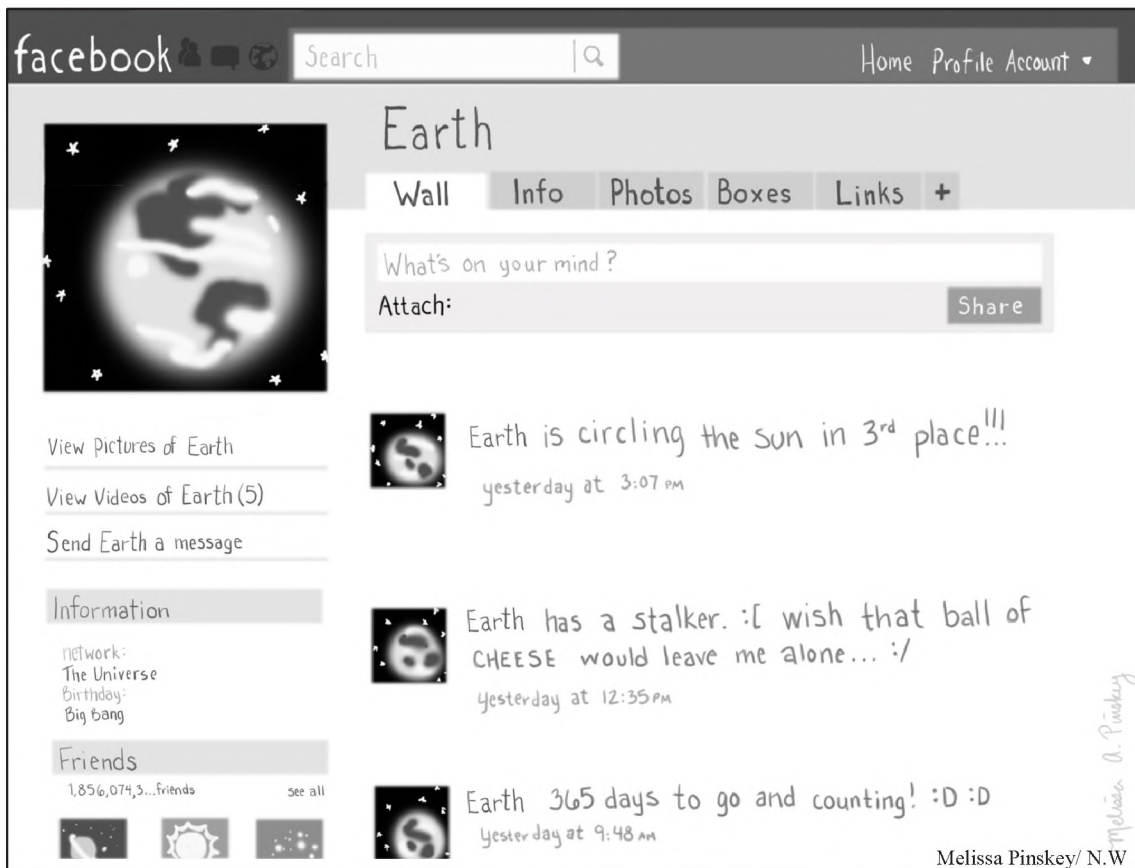 facebook
Search
Home Profile Account
Earth
Wall Info Photos Boxes Links +
What's on your mind?
Attach:
Share
View Pictures of Earth
View Videos of Earth (5)
Send Earth a message
Information
network:
The Universe
Birthday:
Big Bang
Friends
1,856,074,3...friends see all
Earth is circling the sun in 3rd place!!!
yesterday at 3:07 PM
Earth has a stalker. :[ wish that ball of
CHEESE would leave me alone... :/
yesterday at 12:35 PM
Earth 365 days to go and counting! :D :D
Yesterday at 9:48 AM
Melissa A. Pinskey
Melissa Pinskey/ N.W